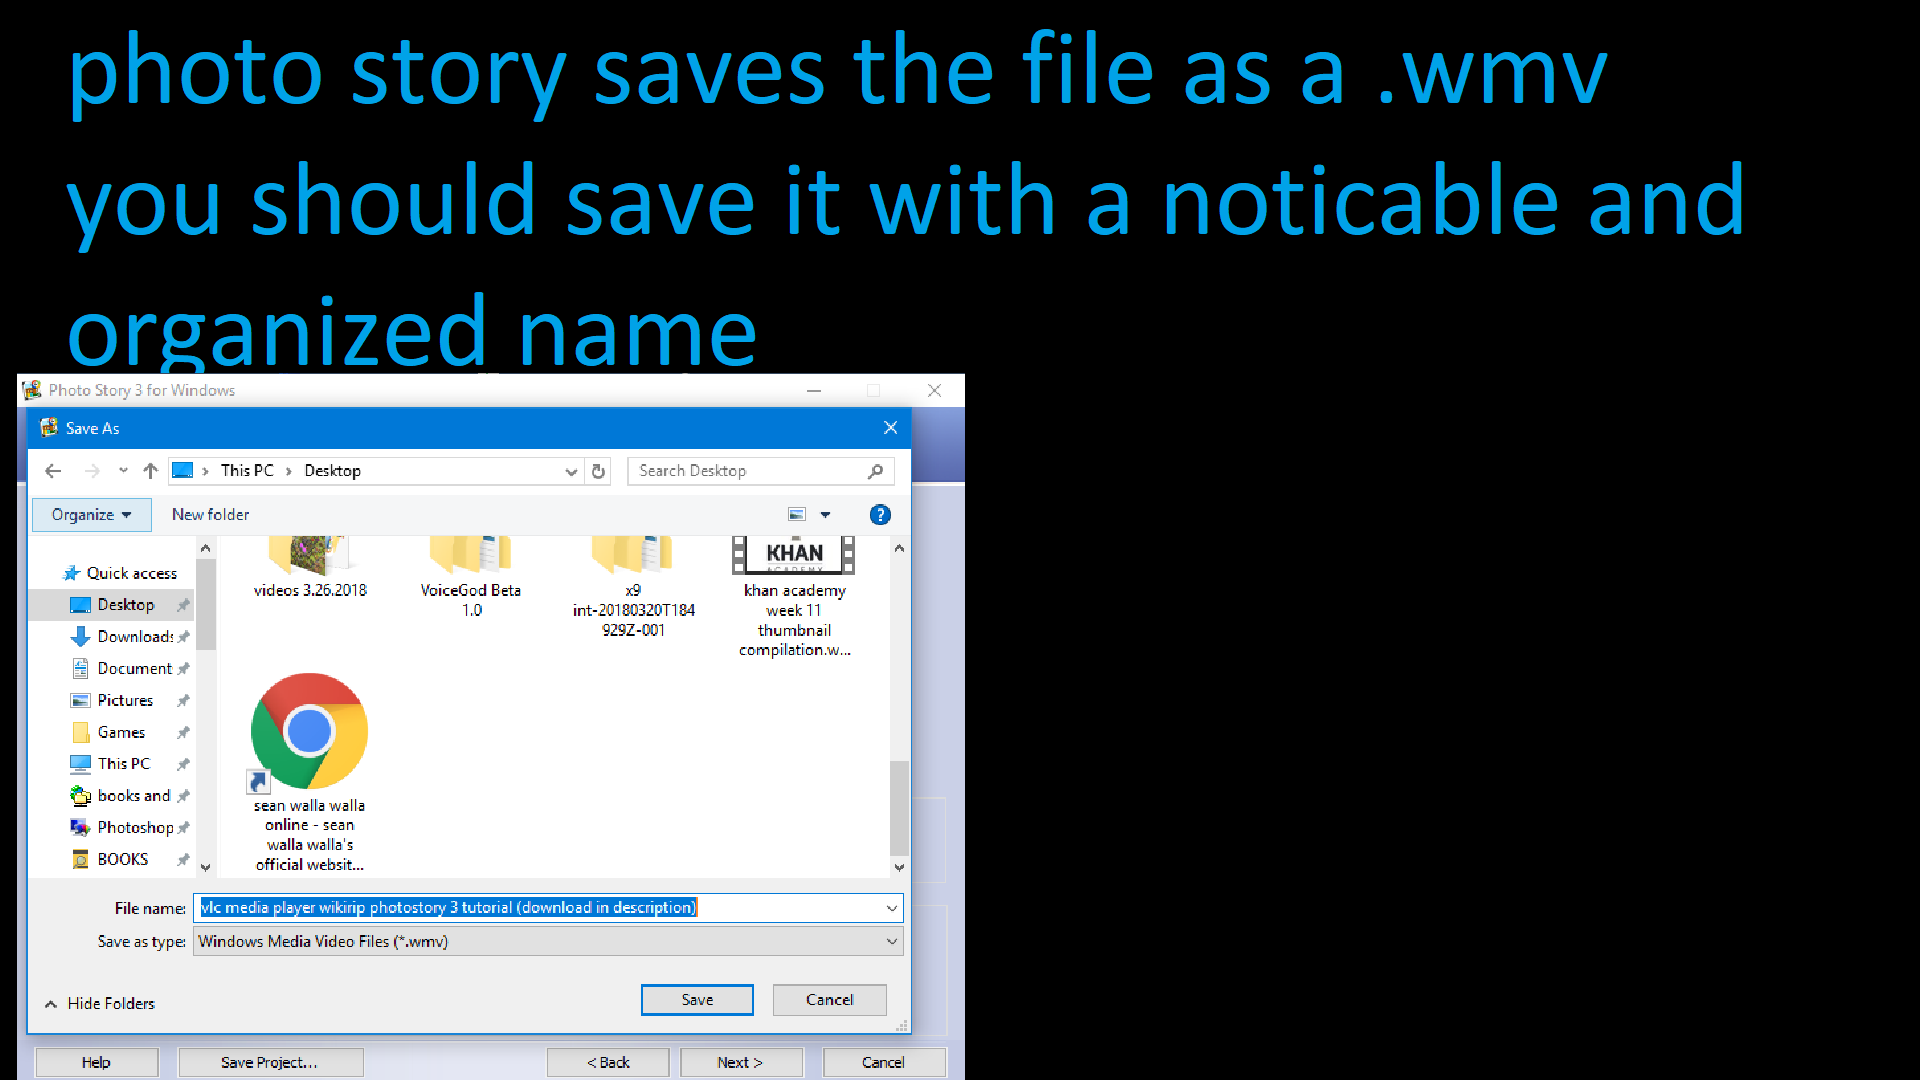 photo story saves the file as a .wmv
you should save it with a noticable and
organized name
Photo Story 3 for Windows
Save As
This PC > Desktop
Search Desktop
Organize
New folder
Quick access
Desktop
Downloads
Document
Pictures
Games
This PC
books and
Photoshop
BOOKS
videos 3.26.2018
VoiceGod Beta
1.0
x9
int-20180320T184
929Z-001
KHAN
ACADEMY
khan academy
week 11
thumbnail
compilation.w...
sean walla walla
online - sean
walla walla's
official websit...
File name: vlc media player wikirip photostory 3 tutorial (download in description)
Save as type: Windows Media Video Files (*.wmv)
Hide Folders
Save
Cancel
Help
Save Project...
< Back
Next >
Cancel